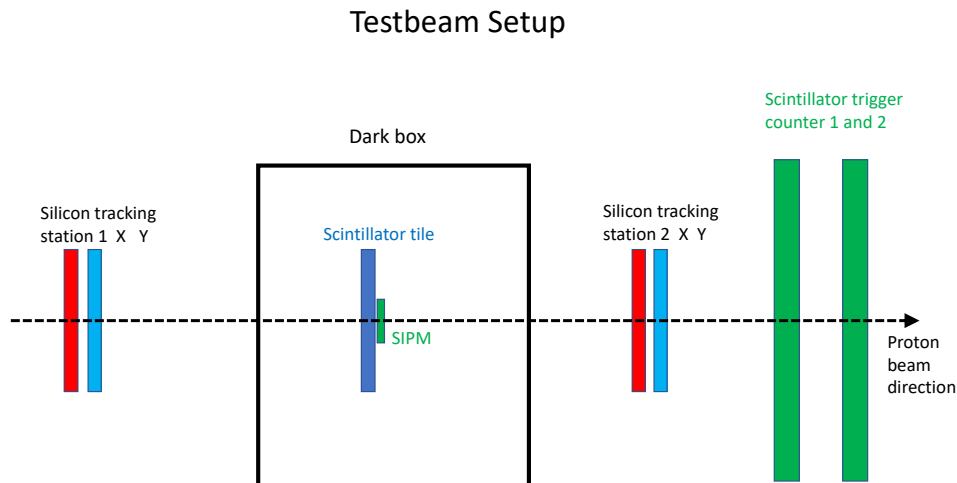 Testbeam Setup
Scintillator trigger
counter 1 and 2
Dark box
Silicon tracking
station 1 X Y
Scintillator tile
Silicon tracking
station 2 X Y
SIPM
Proton
beam
direction